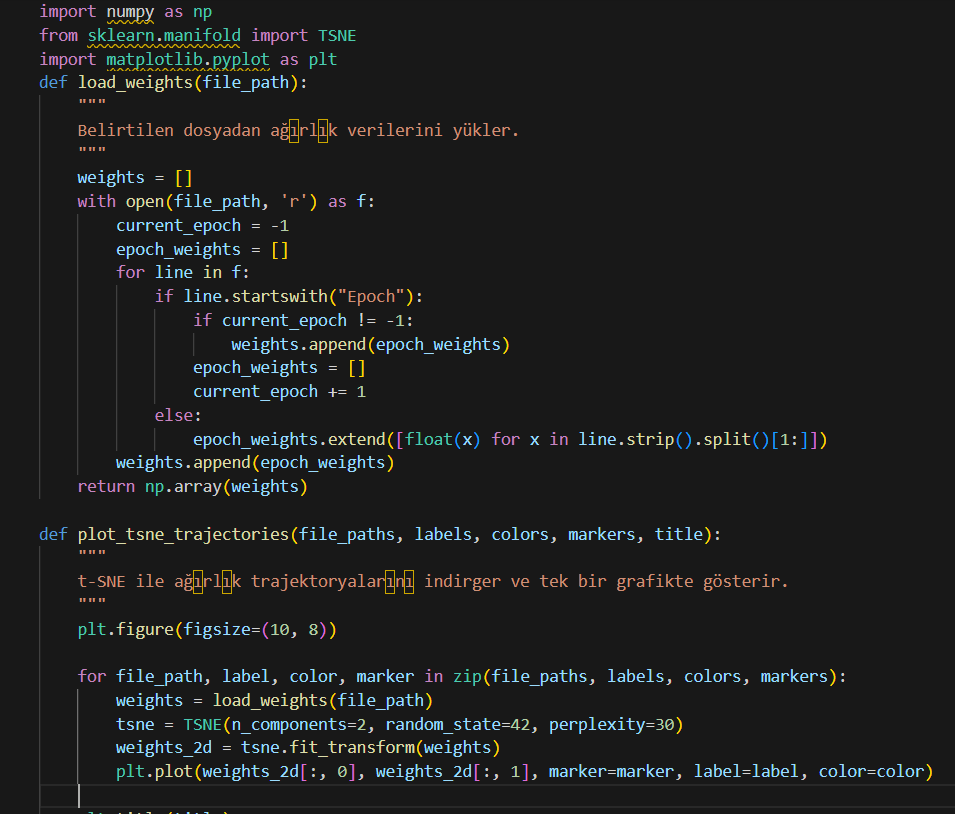 import numpy as np
from sklearn.manifold import TSNE
import matplotlib.pyplot as plt
def load_weights(file_path):
    """
    Belirtilen dosyadan ağırlık verilerini yükler.
    """
    weights = []
    with open(file_path, 'r') as f:
        current_epoch = -1
        epoch_weights = []
        for line in f:
            if line.startswith("Epoch"):
                if current_epoch != -1:
                    weights.append(epoch_weights)
                epoch_weights = []
                current_epoch += 1
            else:
                epoch_weights.extend([float(x) for x in line.strip().split()[1:]])
        weights.append(epoch_weights)
    return np.array(weights)

def plot_tsne_trajectories(file_paths, labels, colors, markers, title):
    """
    t-SNE ile ağırlık trajektoryalarını indirger ve tek bir grafikte gösterir.
    """
    plt.figure(figsize=(10, 8))

    for file_path, label, color, marker in zip(file_paths, labels, colors, markers):
        weights = load_weights(file_path)
        tsne = TSNE(n_components=2, random_state=42, perplexity=30)
        weights_2d = tsne.fit_transform(weights)
        plt.plot(weights_2d[:, 0], weights_2d[:, 1], marker=marker, label=label, color=color)